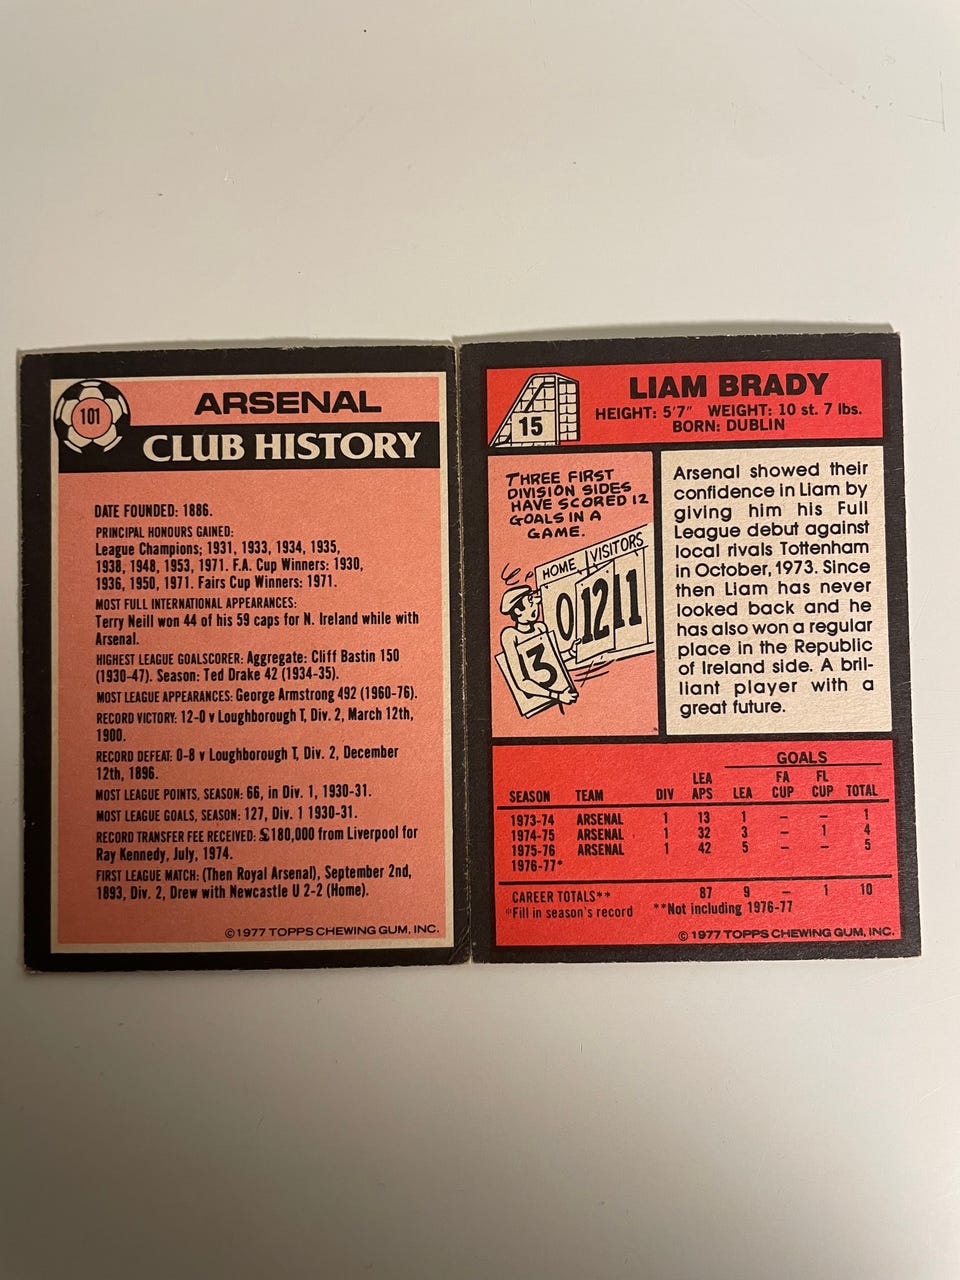 101
ARSENAL
CLUB HISTORY
DATE FOUNDED: 1886.
PRINCIPAL HONOURS GAINED:
League Champions; 1931, 1933, 1934, 1935,
1938, 1948, 1953, 1971. F.A. Cup Winners: 1930,
1936, 1950, 1971. Fairs Cup Winners: 1971.
MOST FULL INTERNATIONAL APPEARANCES:
Terry Neill won 44 of his 59 caps for N. Ireland while with
Arsenal.
HIGHEST LEAGUE GOALSCORER: Aggregate: Cliff Bastin 150
(1930-47). Season: Ted Drake 42 (1934-35).
MOST LEAGUE APPEARANCES: George Armstrong 492 (1960-76).
RECORD VICTORY: 12-0 v Loughborough T, Div. 2, March 12th,
1900.
RECORD DEFEAT: 0-8 v Loughborough T, Div. 2, December
12th, 1896.
MOST LEAGUE POINTS, SEASON: 66, in Div. 1, 1930-31.
MOST LEAGUE GOALS, SEASON: 127, Div. 1 1930-31.
RECORD TRANSFER FEE RECEIVED: £180,000 from Liverpool for
Ray Kennedy, July, 1974.
FIRST LEAGUE MATCH: (Then Royal Arsenal), September 2nd,
1893, Div. 2, Drew with Newcastle U 2-2 (Home).
©1977 TOPPS CHEWING GUM, INC.
15
LIAM BRADY
HEIGHT: 5'7" WEIGHT: 10 st. 7 lbs.
BORN: DUBLIN
THREE FIRST
DIVISION SIDES
HAVE SCORED 12
GOALS IN A
GAME.
HOME VISITORS
0 12 11
13
Arsenal showed their
confidence in Liam by
giving him his Full
League debut against
local rivals Tottenham
in October, 1973. Since
then Liam has never
looked back and he
has also won a regular
place in the Republic
of Ireland side. A bril-
liant player with a
great future.
GOALS
SEASON TEAM DIV LEA APS LEA FA CUP FL CUP TOTAL
1973-74 ARSENAL 1 13 1 – – 1
1974-75 ARSENAL 1 32 3 – 1 4
1975-76 ARSENAL 1 42 5 – – 5
1976-77*
CAREER TOTALS** 87 9 – 1 10
*Fill in season's record **Not including 1976-77
© 1977 TOPPS CHEWING GUM, INC.